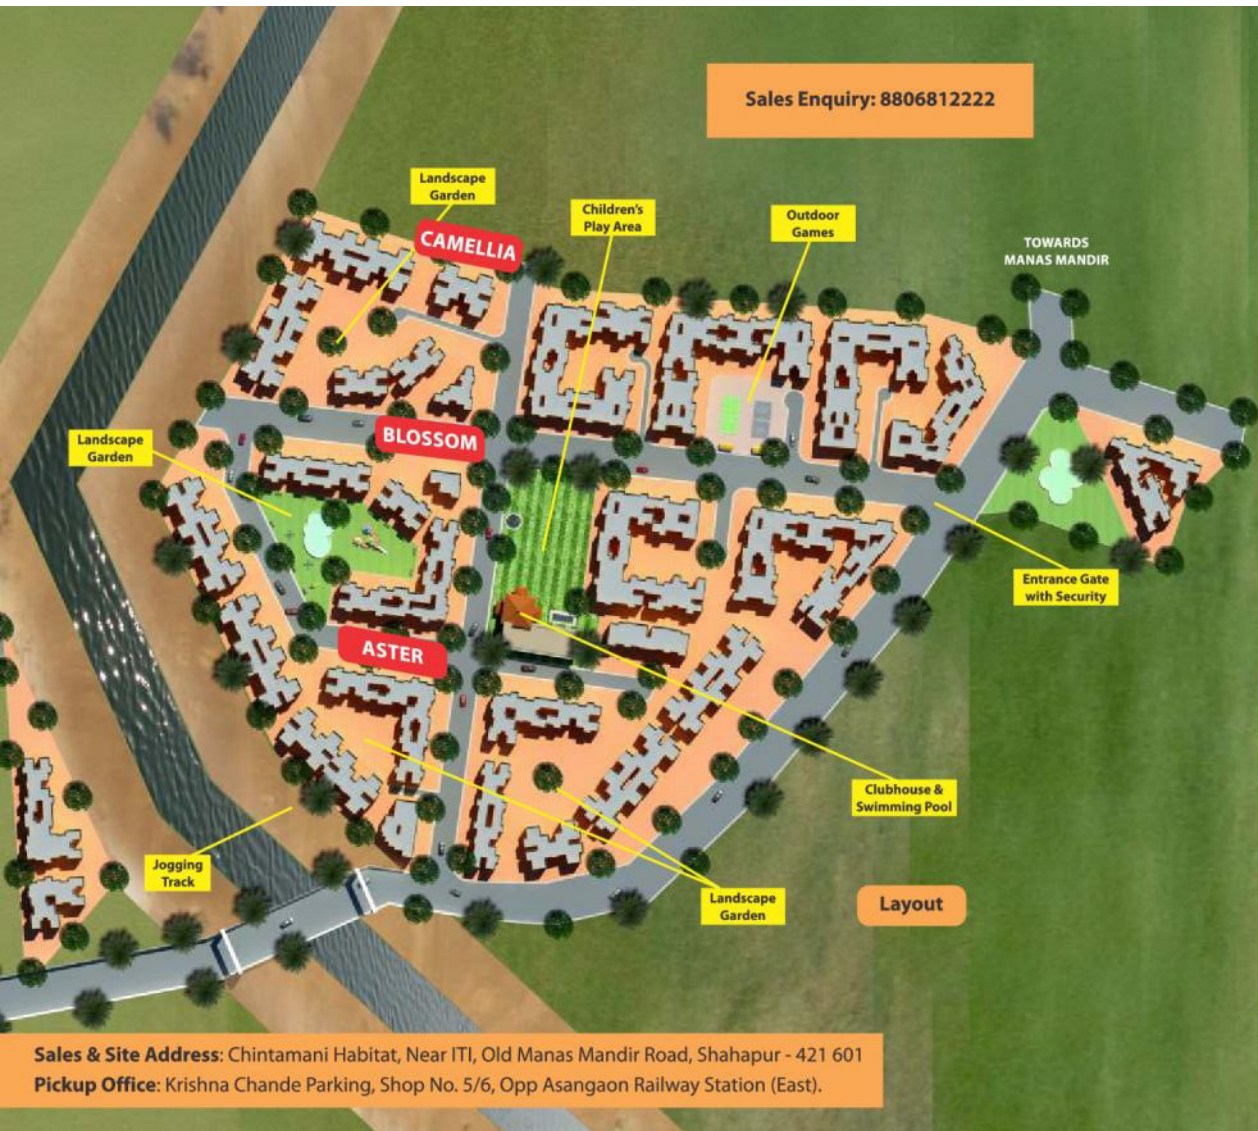 Sales Enquiry: 8806812222
Landscape
Garden
CAMELLIA
Children's
Play Area
Outdoor
Games
TOWARDS
MANAS MANDIR
Landscape
Garden
BLOSSOM
Entrance Gate
with Security
ASTER
Clubhouse &
Swimming Pool
Jogging
Track
Landscape
Garden
Layout
Sales & Site Address: Chintamani Habitat, Near ITI, Old Manas Mandir Road, Shahapur - 421 601
Pickup Office: Krishna Chande Parking, Shop No. 5/6, Opp Asangaon Railway Station (East).